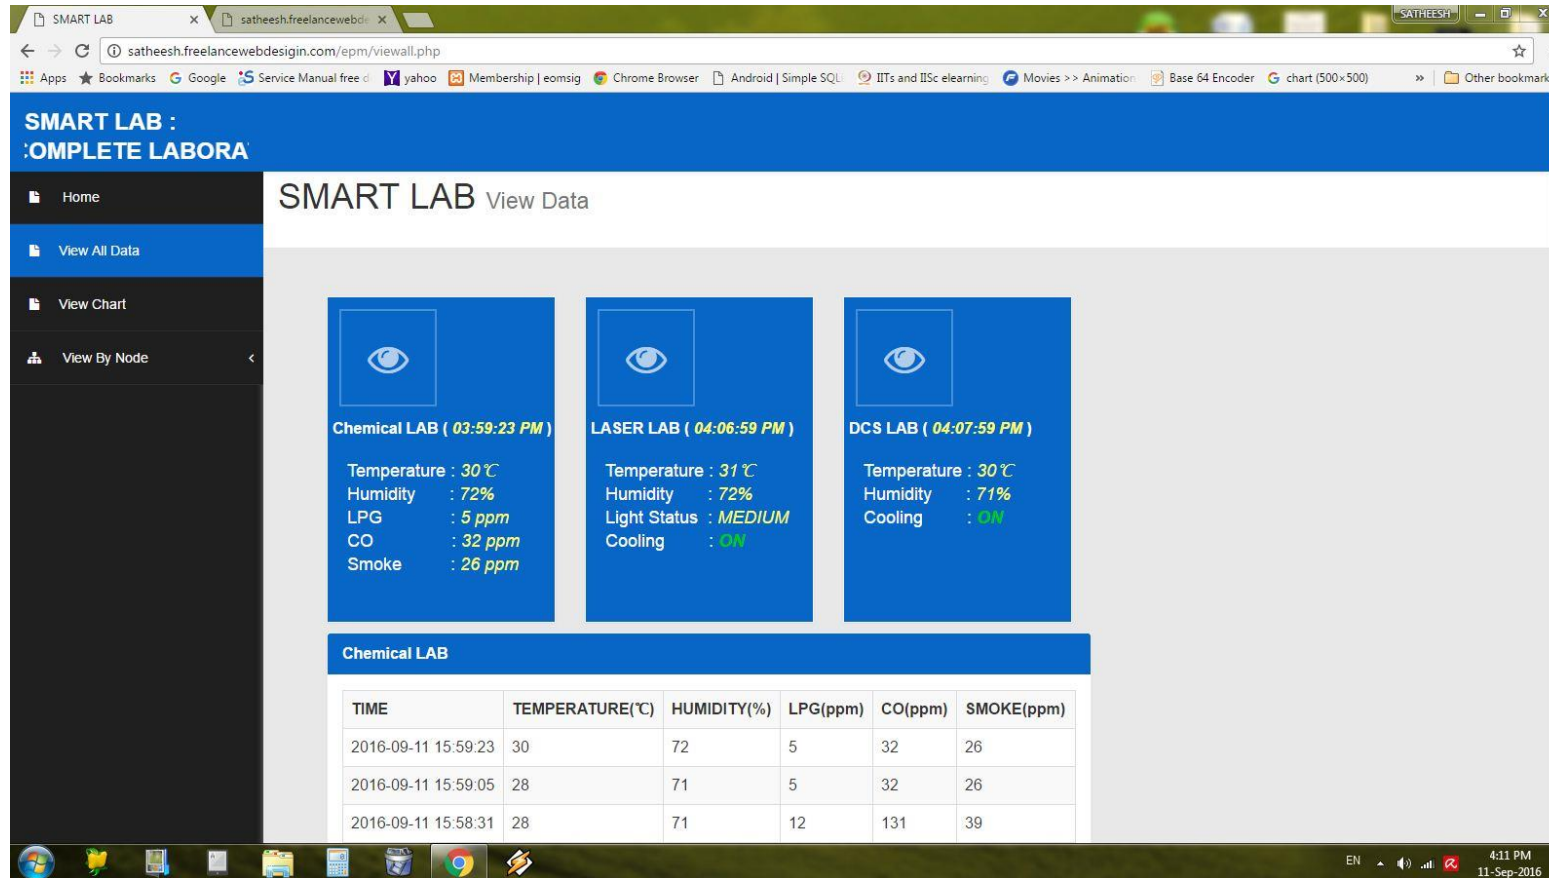 SMART LAB
satheesh.freelancewebde
SATHEESH
satheesh.freelancewebdesigin.com/epm/viewall.php
Apps Bookmarks Google Service Manual free d yahoo Membership | eomsig Chrome Browser Android | Simple SQL IITs and IISc elearning Movies >> Animation Base 64 Encoder chart (500×500) » Other bookmark
SMART LAB :
COMPLETE LABORA
Home
SMART LAB View Data
View All Data
View Chart
View By Node
Chemical LAB ( 03:59:23 PM )
Temperature : 30℃
Humidity : 72%
LPG : 5 ppm
CO : 32 ppm
Smoke : 26 ppm
LASER LAB ( 04:06:59 PM )
Temperature : 31℃
Humidity : 72%
Light Status : MEDIUM
Cooling : ON
DCS LAB ( 04:07:59 PM )
Temperature : 30℃
Humidity : 71%
Cooling : ON
Chemical LAB
TIME TEMPERATURE(℃) HUMIDITY(%) LPG(ppm) CO(ppm) SMOKE(ppm)
2016-09-11 15:59:23 30 72 5 32 26
2016-09-11 15:59:05 28 71 5 32 26
2016-09-11 15:58:31 28 71 12 131 39
EN
4:11 PM
11-Sep-2016